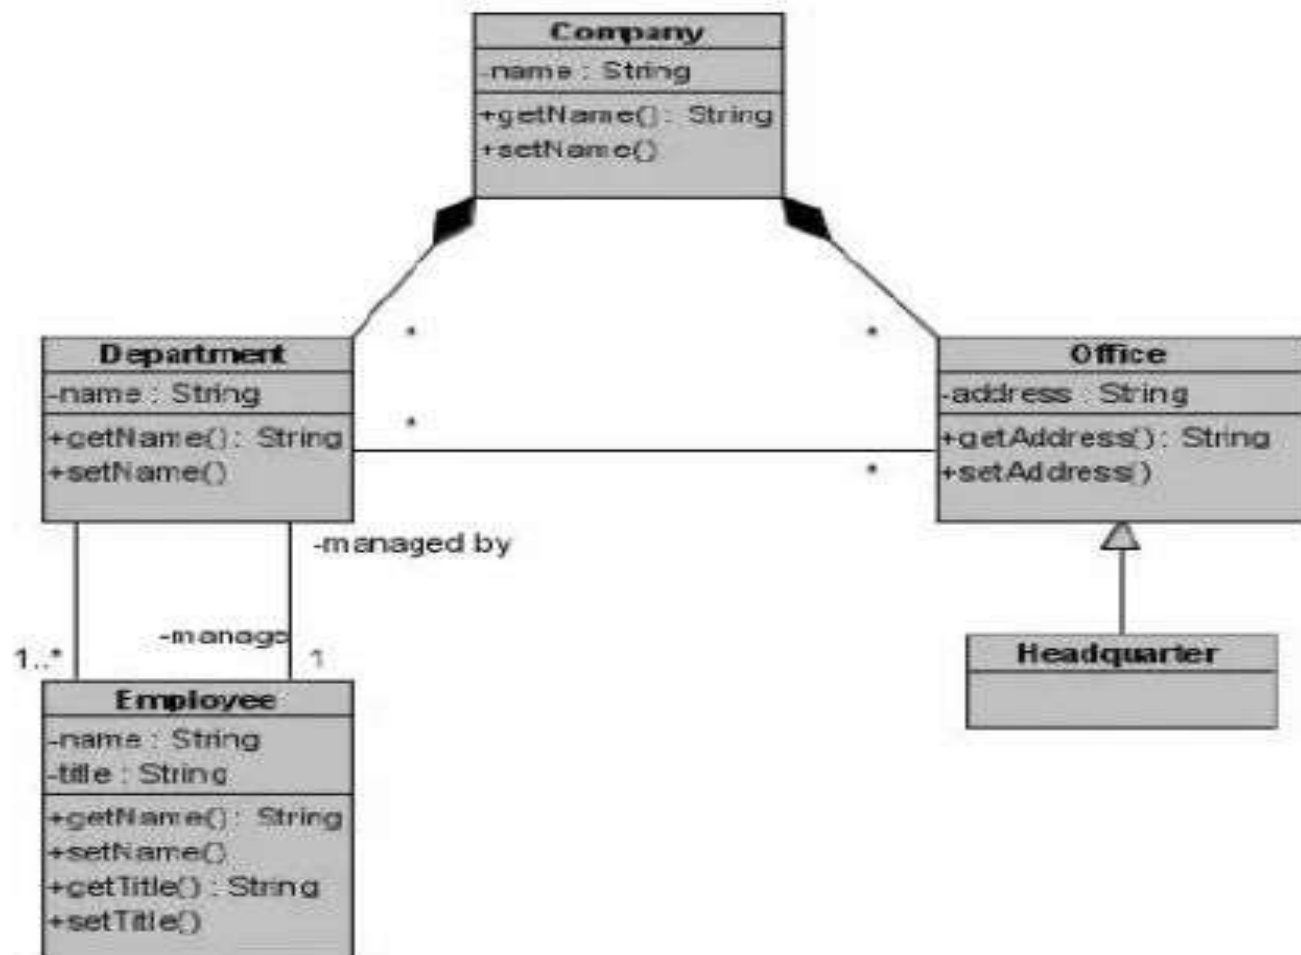 Company
-name : String
+getName() : String
+setName()
*
*
Department
-name : String
+getName() : String
+setName()
*
*
Office
-address : String
+getAddress() : String
+setAddress()
-managed by
-manage
1..*
1
Headquarter
Employee
-name : String
-title : String
+getName() : String
+setName()
+getTitle() : String
+setTitle()